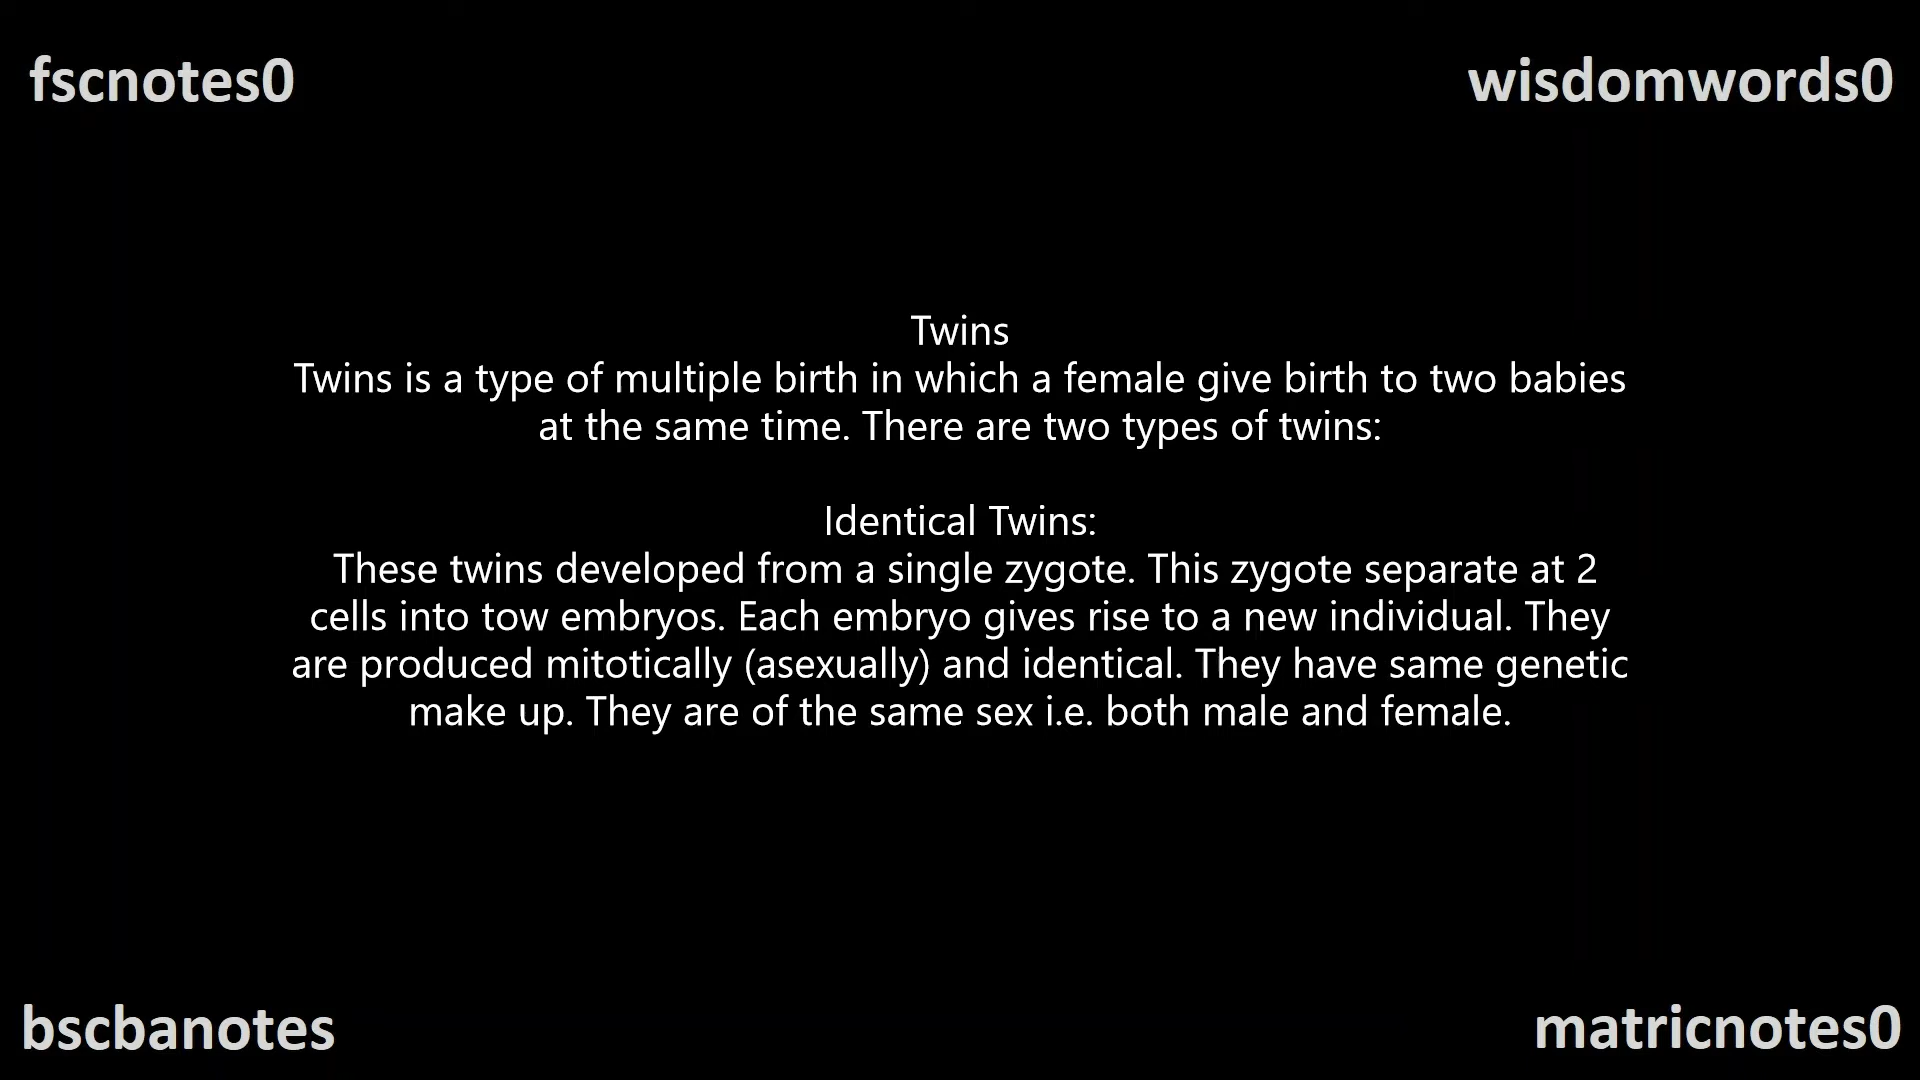 fscnotes0
wisdomwords0
Twins
Twins is a type of multiple birth in which a female give birth to two babies
at the same time. There are two types of twins:
Identical Twins:
These twins developed from a single zygote. This zygote separate at 2
cells into tow embryos. Each embryo gives rise to a new individual. They
are produced mitotically (asexually) and identical. They have same genetic
make up. They are of the same sex i.e. both male and female.
bscbanotes
matricnotes0